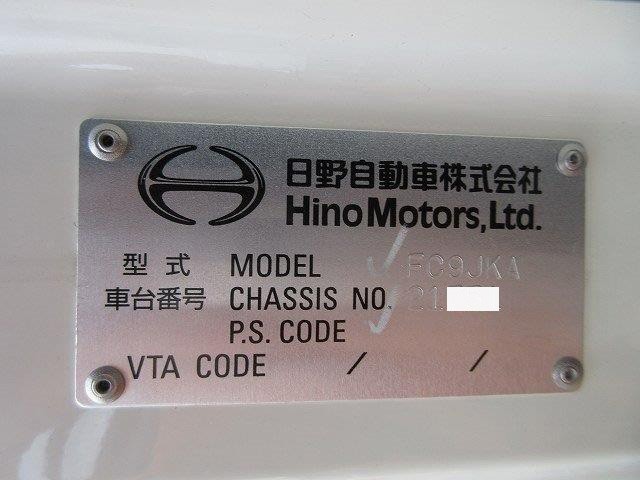 日野自動車株式会社
Hino Motors, Ltd.
型式 MODEL FC9JKA
車台番号 CHASSIS NO. 21
P.S. CODE
VTA CODE / /